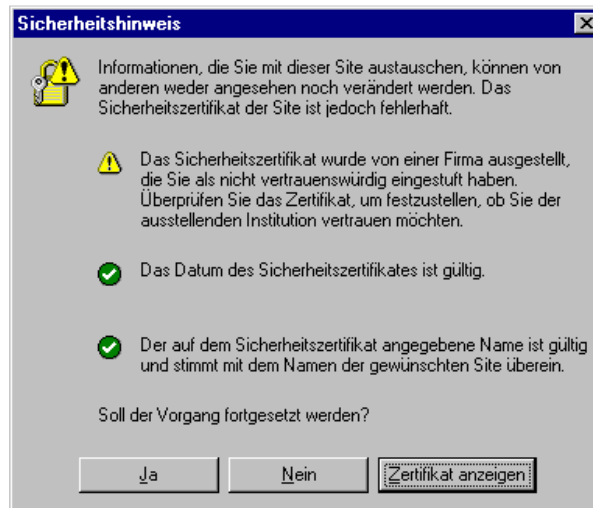 Sicherheitshinweis
Informationen, die Sie mit dieser Site austauschen, können von
anderen weder angesehen noch verändert werden. Das
Sicherheitszertifikat der Site ist jedoch fehlerhaft.
Das Sicherheitszertifikat wurde von einer Firma ausgestellt,
die Sie als nicht vertrauenswürdig eingestuft haben.
Überprüfen Sie das Zertifikat, um festzustellen, ob Sie der
ausstellenden Institution vertrauen möchten.
Das Datum des Sicherheitszertifikates ist gültig.
Der auf dem Sicherheitszertifikat angegebene Name ist gültig
und stimmt mit dem Namen der gewünschten Site überein.
Soll der Vorgang fortgesetzt werden?
Ja Nein Zertifikat anzeigen